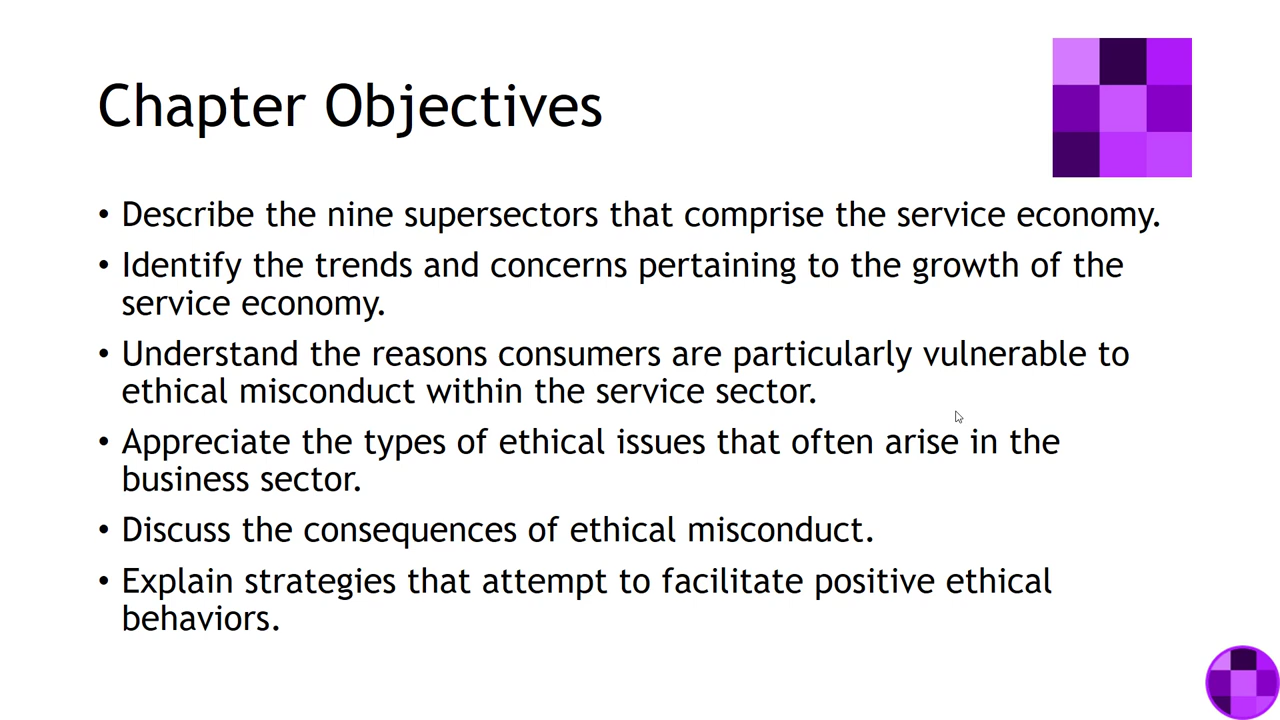 Chapter Objectives
• Describe the nine supersectors that comprise the service economy.
• Identify the trends and concerns pertaining to the growth of the
service economy.
• Understand the reasons consumers are particularly vulnerable to
ethical misconduct within the service sector.
• Appreciate the types of ethical issues that often arise in the
business sector.
• Discuss the consequences of ethical misconduct.
• Explain strategies that attempt to facilitate positive ethical
behaviors.